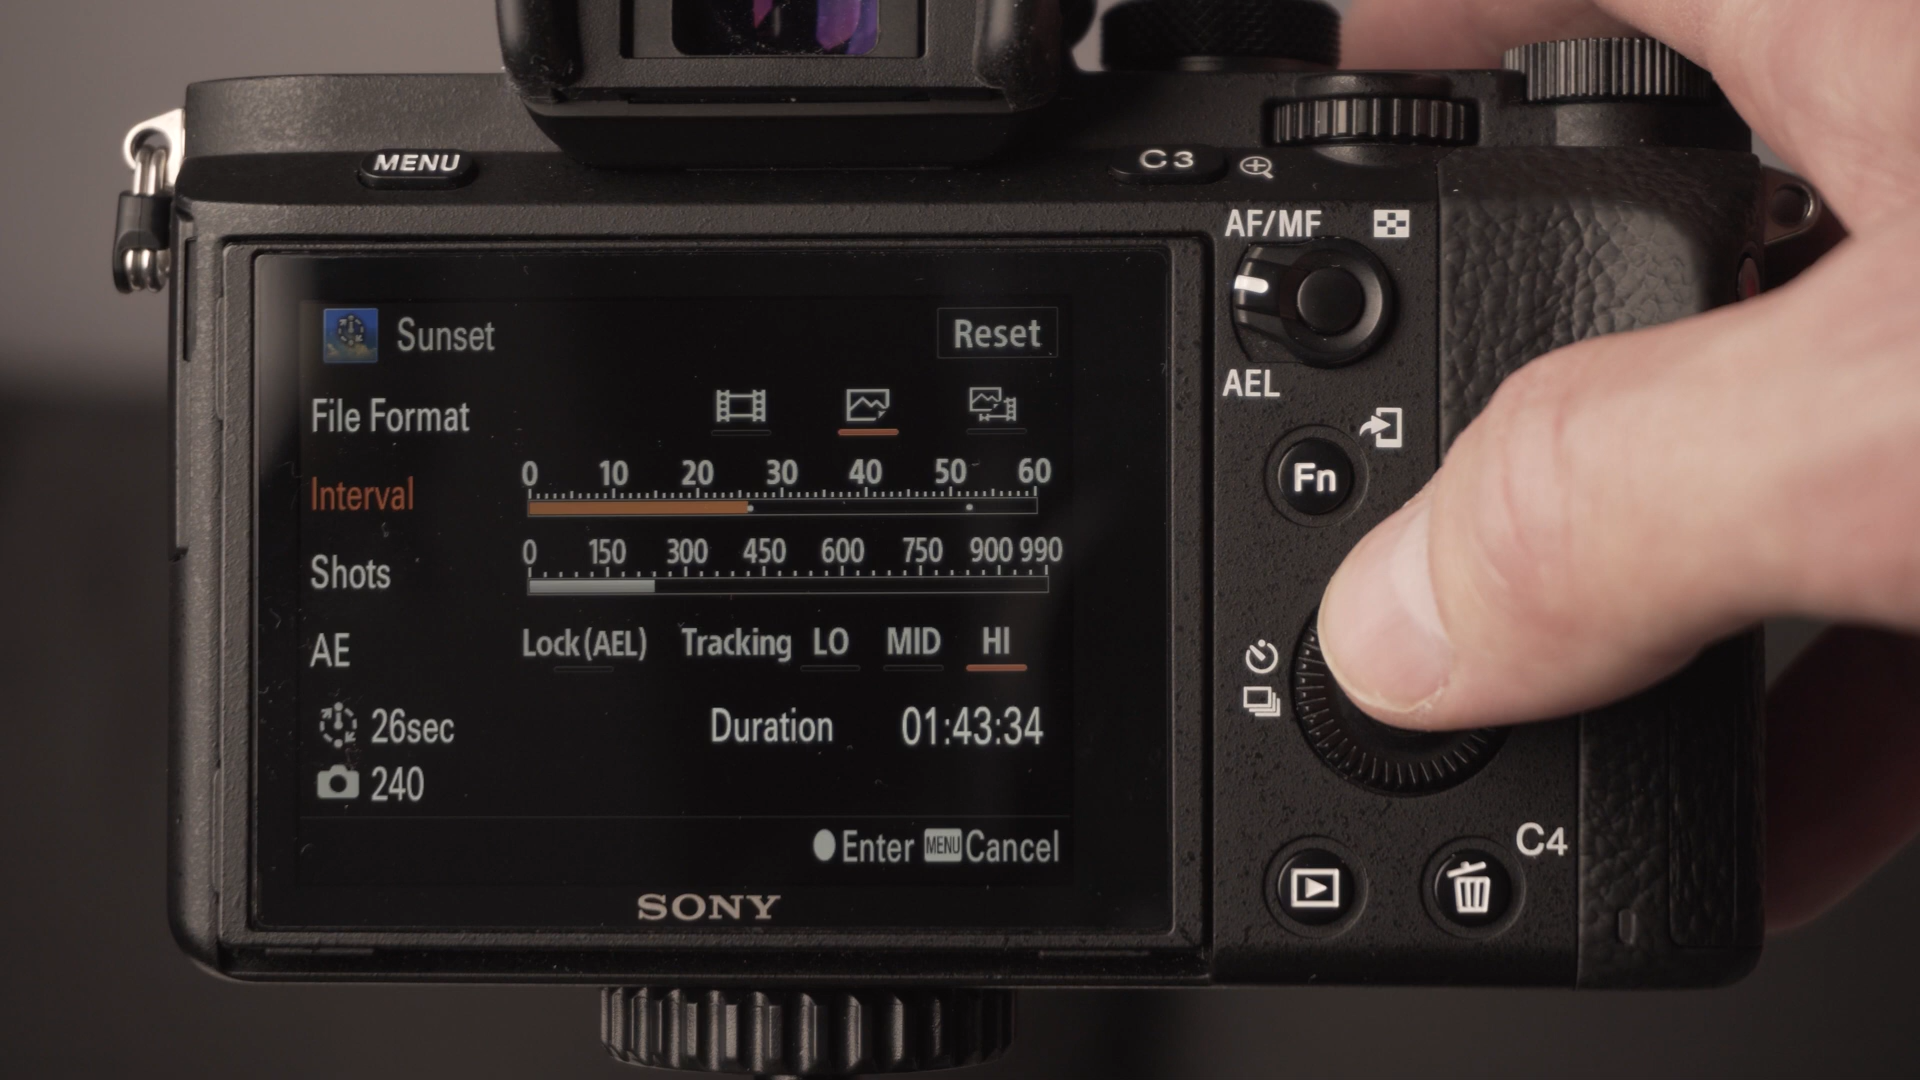 MENU
C3
AF/MF
Sunset
Reset
AEL
File Format
Fn
0 10 20 30 40 50 60
Interval
0 150 300 450 600 750 900 990
Shots
AE Lock(AEL) Tracking LO MID HI
26sec Duration 01:43:34
240
Enter MENU Cancel
C4
SONY